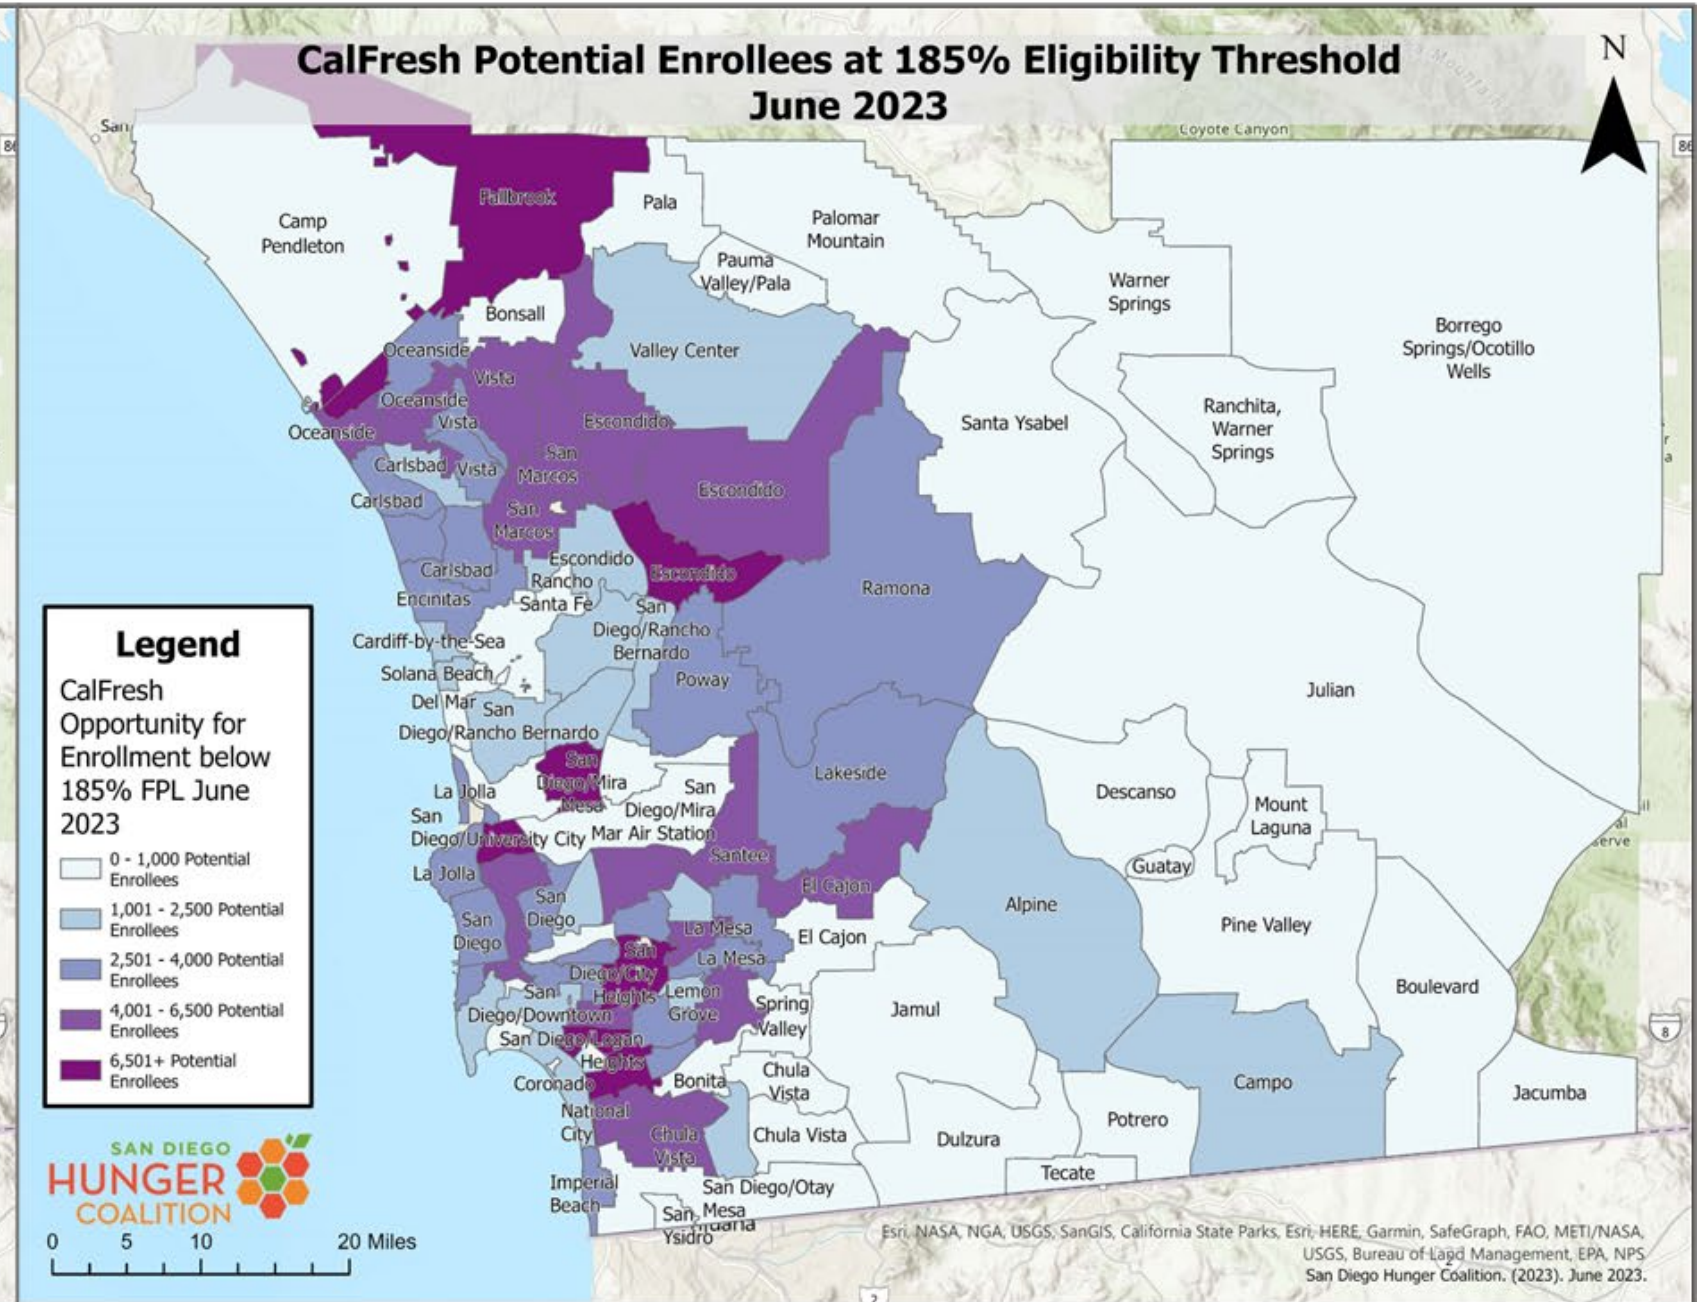 CalFresh Potential Enrollees at 185% Eligibility Threshold
June 2023
N
San
Coyote Canyon
86
Fallbrook
Pala
Palomar
Mountain
Camp
Pendleton
Pauma
Valley/Pala
Warner
Springs
Bonsall
Borrego
Springs/Ocotillo
Wells
Oceanside
Valley Center
Vista
Oceanside
Vista
Escondido
Santa Ysabel
Ranchita,
Warner
Springs
Oceanside
Carlsbad
Vista
San
Marcos
Carlsbad
San
Marcos
Escondido
Escondido
Carlsbad
Rancho
Santa Fe
Escondido
Ramona
Encinitas
San
Diego/Rancho
Bernardo
Cardiff-by-the-Sea
Solana Beach
Poway
Del Mar
San
Diego/Rancho Bernardo
Julian
San
Diego/Mira
Mesa
Lakeside
Descanso
La Jolla
San
Diego/Mira
Mar Air Station
Mount
Laguna
San
Diego/University City
Santee
Guatay
La Jolla
El Cajon
San
Diego
Alpine
San
Diego
La Mesa
El Cajon
Pine Valley
San
Diego/City
Heights
La Mesa
Lemon
Grove
Boulevard
San
Diego/Downtown
Spring
Valley
Jamul
San Diego/Logan
Heights
Coronado
Bonita
Chula
Vista
Campo
Jacumba
National
City
Chula
Vista
Chula Vista
Dulzura
Potrero
Tecate
Imperial
Beach
San Diego/Otay
Mesa
San
Ysidro
8
2
Legend
CalFresh
Opportunity for
Enrollment below
185% FPL June
2023
0 - 1,000 Potential
Enrollees
1,001 - 2,500 Potential
Enrollees
2,501 - 4,000 Potential
Enrollees
4,001 - 6,500 Potential
Enrollees
6,501+ Potential
Enrollees
SAN DIEGO
HUNGER
COALITION
0 5 10 20 Miles
Esri, NASA, NGA, USGS, SanGIS, California State Parks, Esri, HERE, Garmin, SafeGraph, FAO, METI/NASA,
USGS, Bureau of Land Management, EPA, NPS
San Diego Hunger Coalition. (2023). June 2023.